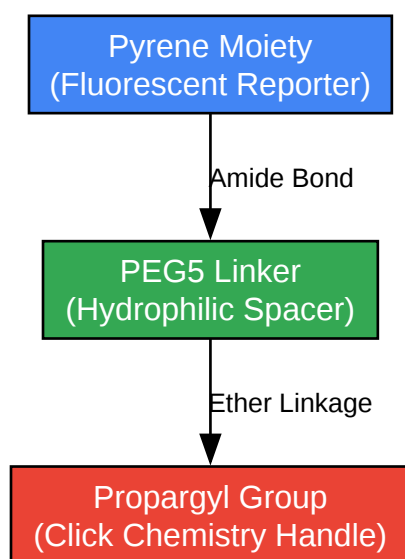 Pyrene Moiety
(Fluorescent Reporter)
Amide Bond
PEG5 Linker
(Hydrophilic Spacer)
Ether Linkage
Propargyl Group
(Click Chemistry Handle)